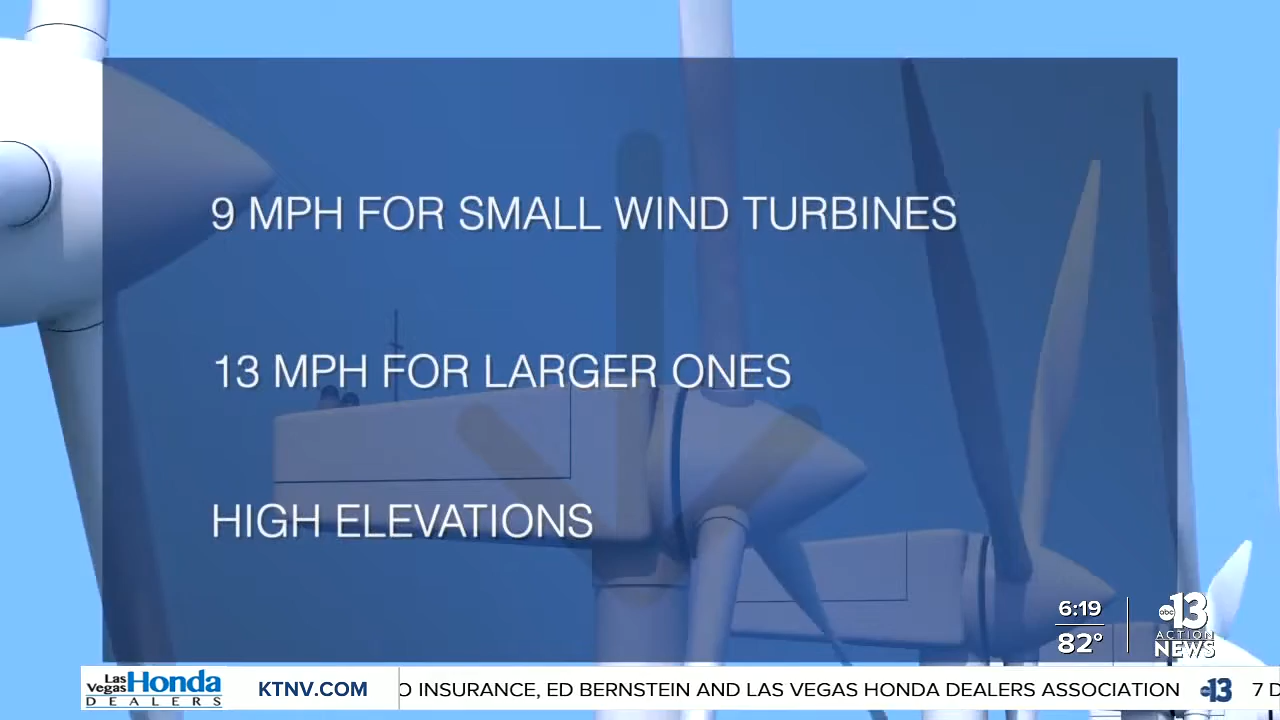 9 MPH FOR SMALL WIND TURBINES
13 MPH FOR LARGER ONES
HIGH ELEVATIONS
6:19
82°
abc 13
ACTION
NEWS
Las Vegas Honda
DEALERS
KTNV.COM
O INSURANCE, ED BERNSTEIN AND LAS VEGAS HONDA DEALERS ASSOCIATION
13
7 D